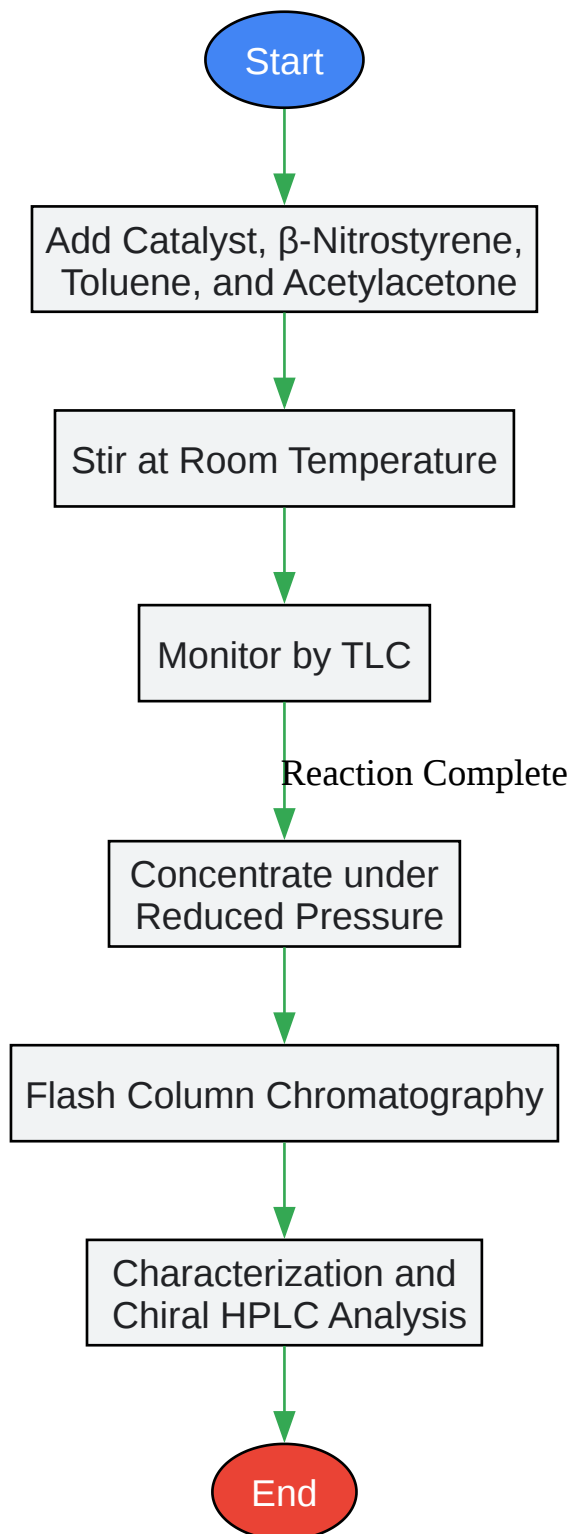 Start
Add Catalyst, β-Nitrostyrene,
Toluene, and Acetylacetone
Stir at Room Temperature
Monitor by TLC
Reaction Complete
Concentrate under
Reduced Pressure
Flash Column Chromatography
Characterization and
Chiral HPLC Analysis
End